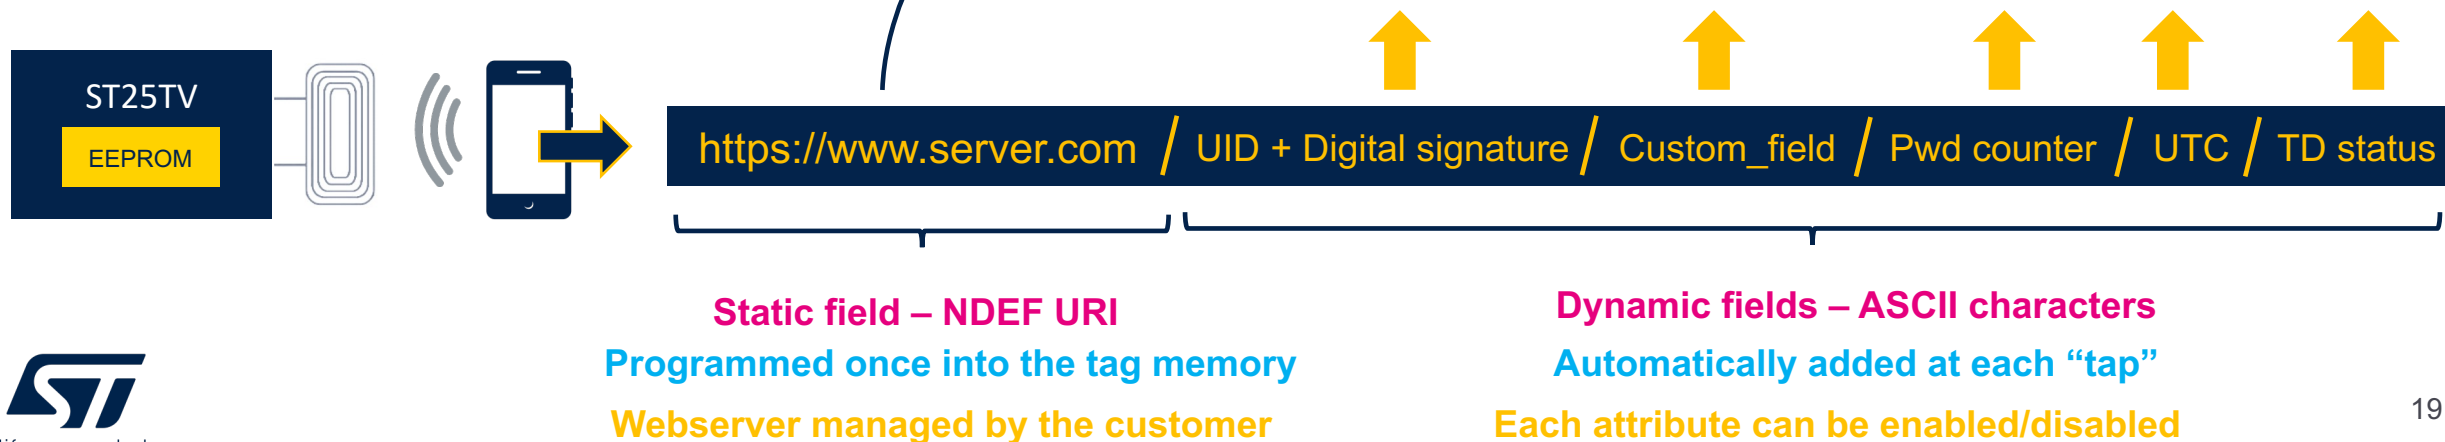 ST25TV
EEPROM
https://www.server.com / UID + Digital signature / Custom_field / Pwd counter / UTC / TD status
Static field – NDEF URI
Programmed once into the tag memory
Webserver managed by the customer
Dynamic fields – ASCII characters
Automatically added at each “tap”
Each attribute can be enabled/disabled
ST
19